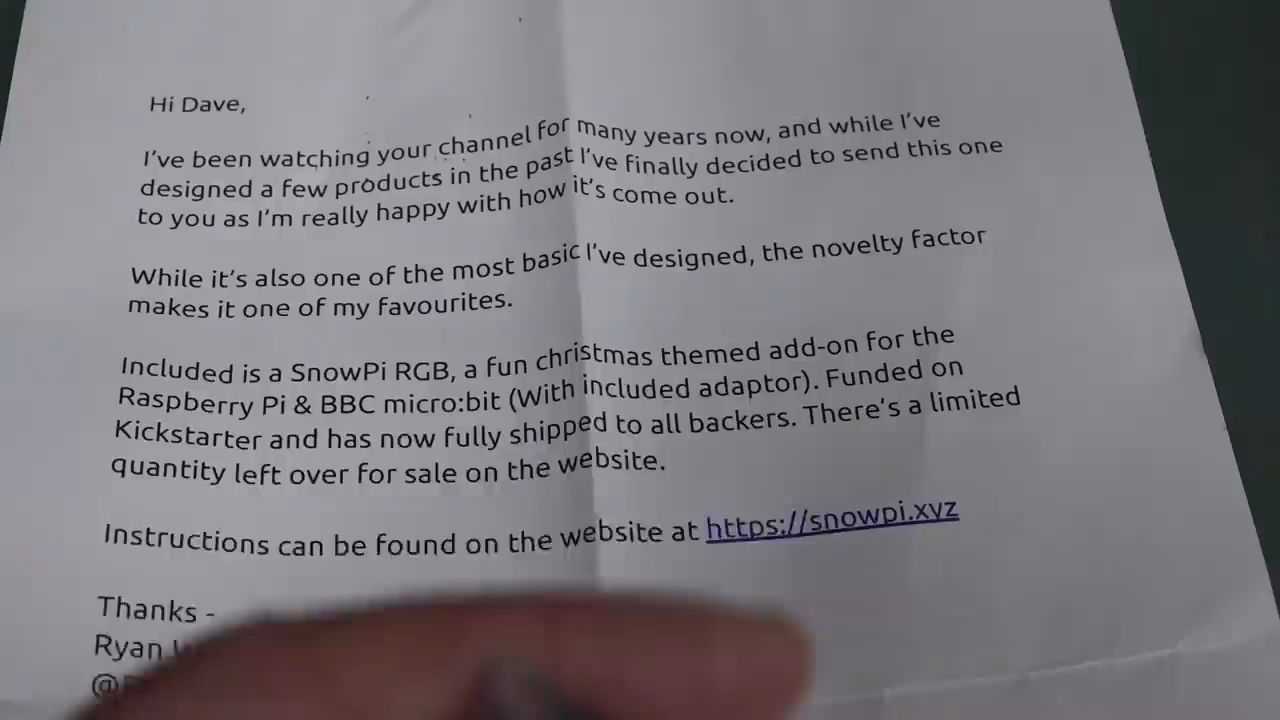 Hi Dave,
I've been watching your channel for many years now, and while I've
designed a few products in the past I've finally decided to send this one
to you as I'm really happy with how it's come out.
While it's also one of the most basic I've designed, the novelty factor
makes it one of my favourites.
Included is a SnowPi RGB, a fun christmas themed add-on for the
Raspberry Pi & BBC micro:bit (With included adaptor). Funded on
Kickstarter and has now fully shipped to all backers. There's a limited
quantity left over for sale on the website.
Instructions can be found on the website at https://snowpi.xyz
Thanks -
Ryan